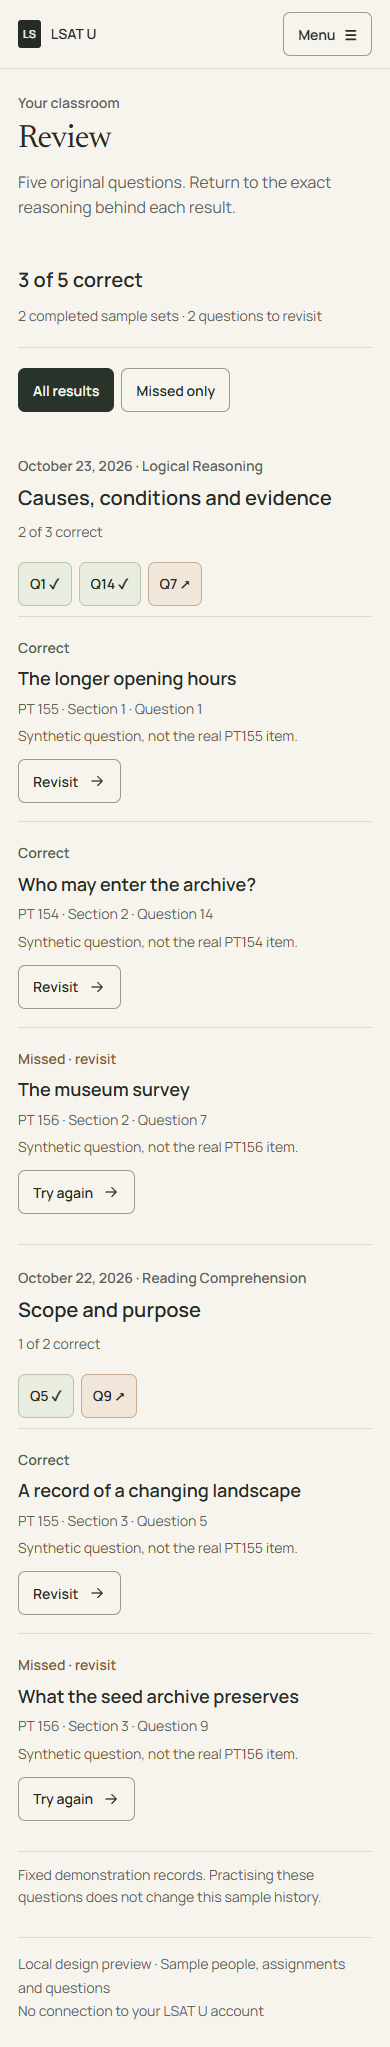 LS LSAT U
Menu ☰
Your classroom
Review
Five original questions. Return to the exact
reasoning behind each result.
3 of 5 correct
2 completed sample sets · 2 questions to revisit
All results
Missed only
October 23, 2026 · Logical Reasoning
Causes, conditions and evidence
2 of 3 correct
Q1 ✓ Q14 ✓ Q7 ↗
Correct
The longer opening hours
PT 155 · Section 1 · Question 1
Synthetic question, not the real PT155 item.
Revisit →
Correct
Who may enter the archive?
PT 154 · Section 2 · Question 14
Synthetic question, not the real PT154 item.
Revisit →
Missed · revisit
The museum survey
PT 156 · Section 2 · Question 7
Synthetic question, not the real PT156 item.
Try again →
October 22, 2026 · Reading Comprehension
Scope and purpose
1 of 2 correct
Q5 ✓ Q9 ↗
Correct
A record of a changing landscape
PT 155 · Section 3 · Question 5
Synthetic question, not the real PT155 item.
Revisit →
Missed · revisit
What the seed archive preserves
PT 156 · Section 3 · Question 9
Synthetic question, not the real PT156 item.
Try again →
Fixed demonstration records. Practising these
questions does not change this sample history.
Local design preview · Sample people, assignments
and questions
No connection to your LSAT U account